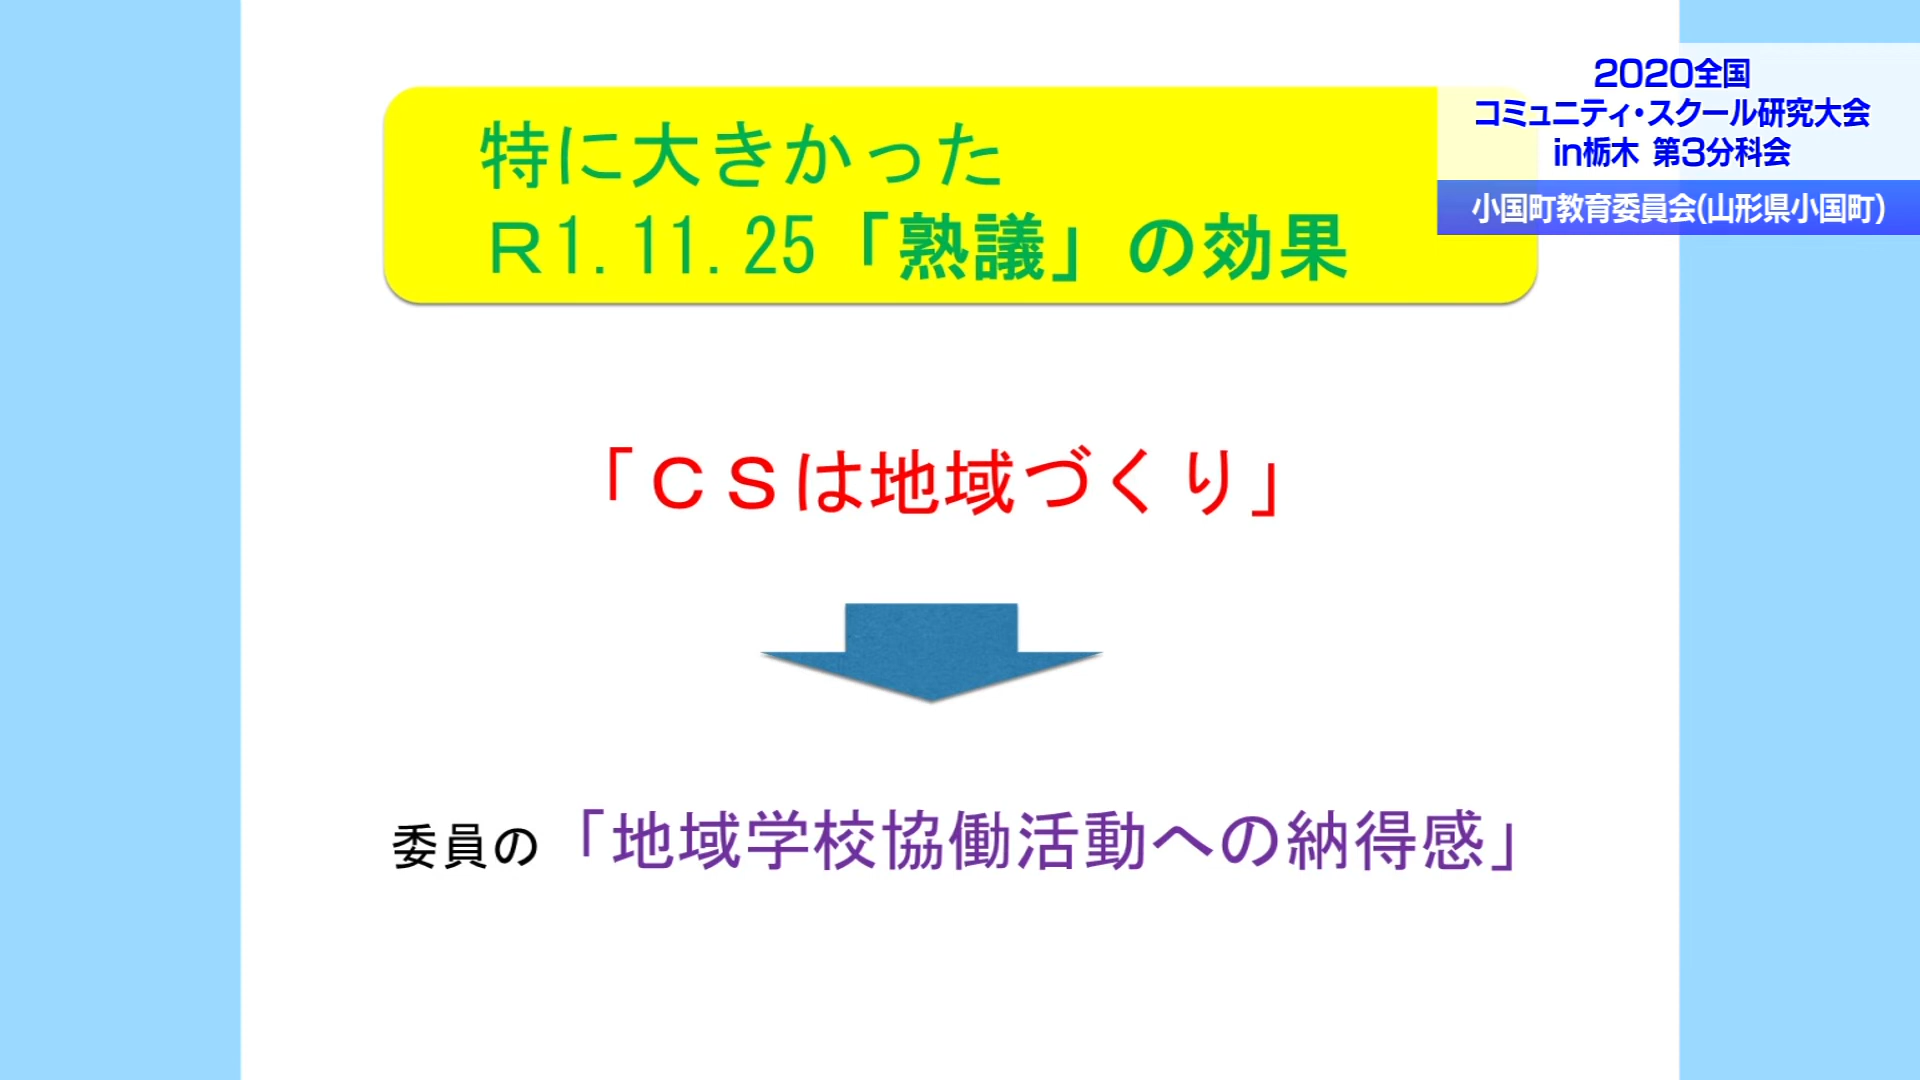 2020全国
コミュニティ・スクール研究大会
in栃木 第3分科会
小国町教育委員会(山形県小国町)
特に大きかった
Ｒ1.11.25「熟議」の効果
「ＣＳは地域づくり」
委員の「地域学校協働活動への納得感」